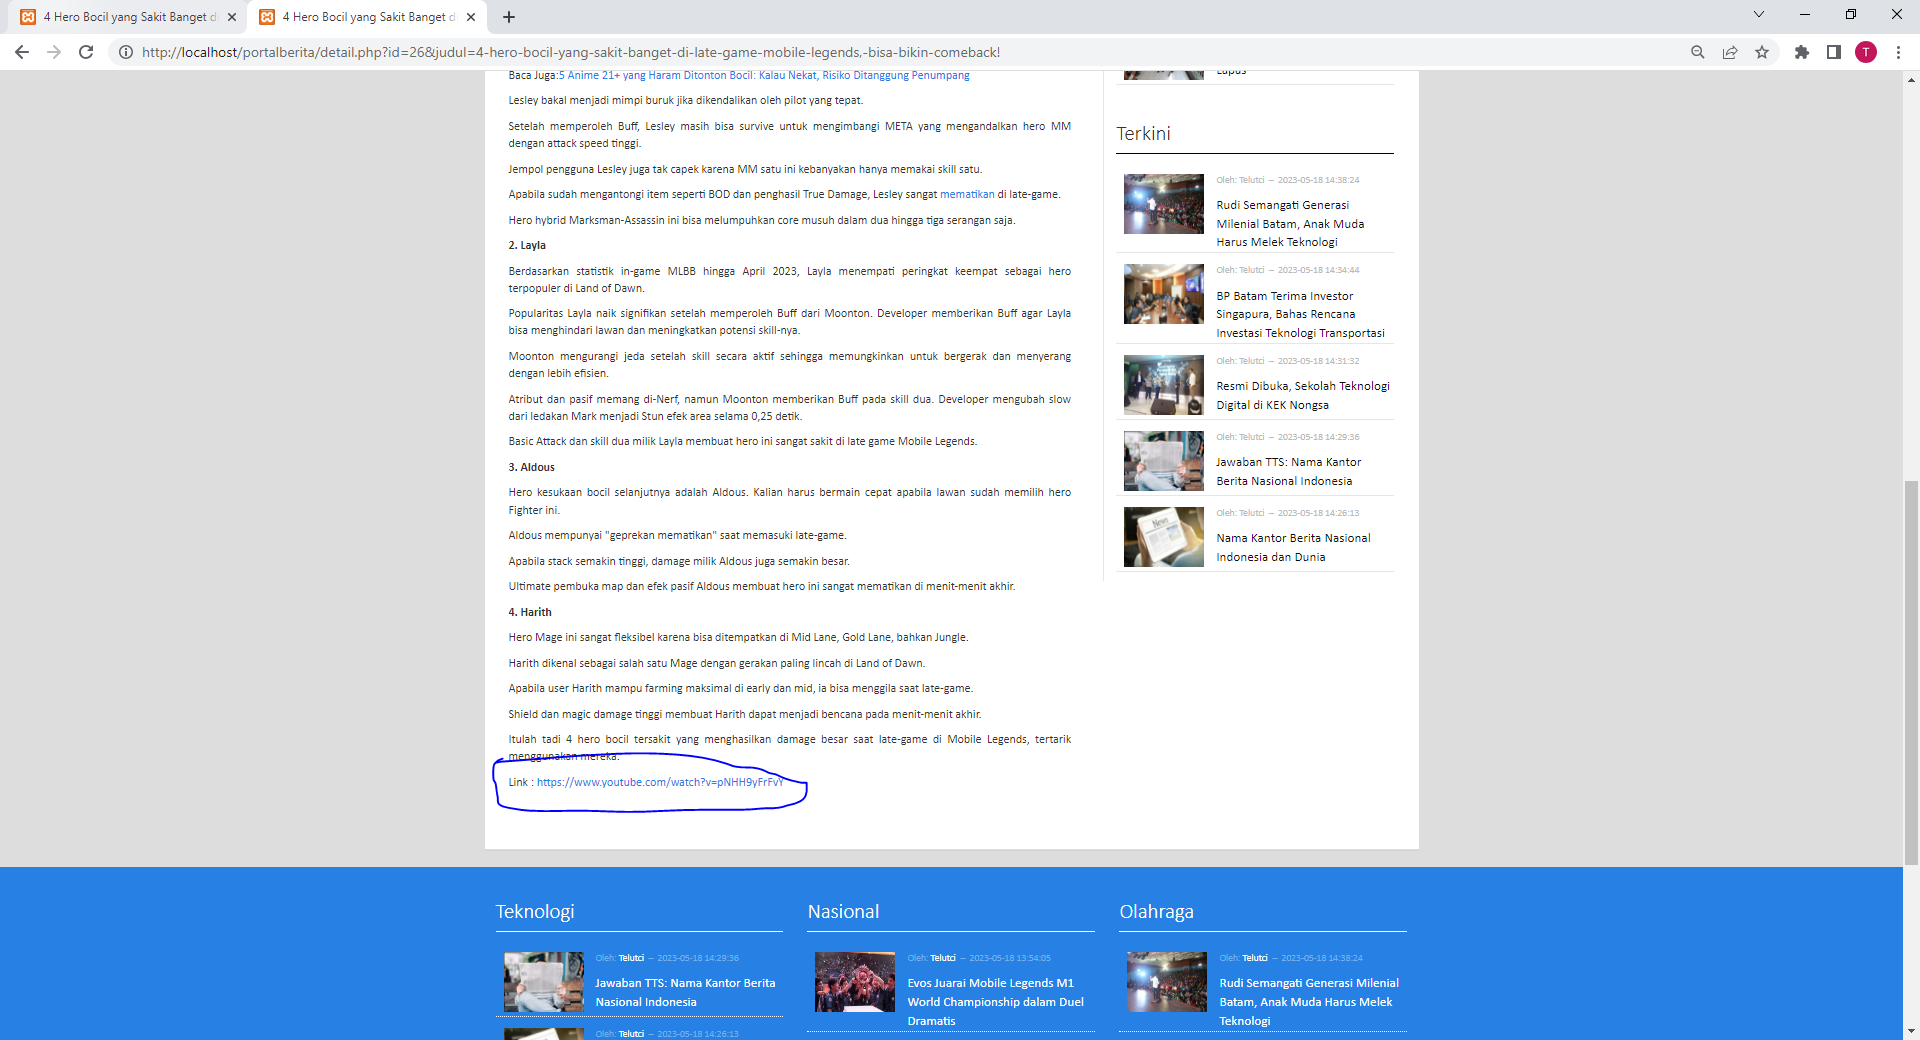 4 Hero Bocil yang Sakit Banget di
4 Hero Bocil yang Sakit Banget di
http://localhost/portalberita/detail.php?id=26&judul=4-hero-bocil-yang-sakit-banget-di-late-game-mobile-legends,-bisa-bikin-comeback!
T
Baca Juga:5 Anime 21+ yang Haram Ditonton Bocil: Kalau Nekat, Risiko Ditanggung Penumpang
Lesley bakal menjadi mimpi buruk jika dikendalikan oleh pilot yang tepat.
Setelah memperoleh Buff, Lesley masih bisa survive untuk mengimbangi META yang mengandalkan hero MM
dengan attack speed tinggi.
Jempol pengguna Lesley juga tak capek karena MM satu ini kebanyakan hanya memakai skill satu.
Apabila sudah mengantongi item seperti BOD dan penghasil True Damage, Lesley sangat mematikan di late-game.
Hero hybrid Marksman-Assassin ini bisa melumpuhkan core musuh dalam dua hingga tiga serangan saja.
2. Layla
Berdasarkan statistik in-game MLBB hingga April 2023, Layla menempati peringkat keempat sebagai hero
terpopuler di Land of Dawn.
Popularitas Layla naik signifikan setelah memperoleh Buff dari Moonton. Developer memberikan Buff agar Layla
bisa menghindari lawan dan meningkatkan potensi skill-nya.
Moonton mengurangi jeda setelah skill secara aktif sehingga memungkinkan untuk bergerak dan menyerang
dengan lebih efisien.
Atribut dan pasif memang di-Nerf, namun Moonton memberikan Buff pada skill dua. Developer mengubah slow
dari ledakan Mark menjadi Stun efek area selama 0,25 detik.
Basic Attack dan skill dua milik Layla membuat hero ini sangat sakit di late game Mobile Legends.
3. Aldous
Hero kesukaan bocil selanjutnya adalah Aldous. Kalian harus bermain cepat apabila lawan sudah memilih hero
Fighter ini.
Aldous mempunyai "geprekan mematikan" saat memasuki late-game.
Apabila stack semakin tinggi, damage milik Aldous juga semakin besar.
Ultimate pembuka map dan efek pasif Aldous membuat hero ini sangat mematikan di menit-menit akhir.
4. Harith
Hero Mage ini sangat fleksibel karena bisa ditempatkan di Mid Lane, Gold Lane, bahkan Jungle.
Harith dikenal sebagai salah satu Mage dengan gerakan paling lincah di Land of Dawn.
Apabila user Harith mampu farming maksimal di early dan mid, ia bisa menggila saat late-game.
Shield dan magic damage tinggi membuat Harith dapat menjadi bencana pada menit-menit akhir.
Itulah tadi 4 hero bocil tersakit yang menghasilkan damage besar saat late-game di Mobile Legends, tertarik
menggunakan mereka.
Link : https://www.youtube.com/watch?v=pNHH9yFrFvY
Lapas
Terkini
Oleh: Telutci — 2023-05-18 14:38:24
Rudi Semangati Generasi
Milenial Batam, Anak Muda
Harus Melek Teknologi
Oleh: Telutci — 2023-05-18 14:34:44
BP Batam Terima Investor
Singapura, Bahas Rencana
Investasi Teknologi Transportasi
Oleh: Telutci — 2023-05-18 14:31:32
Resmi Dibuka, Sekolah Teknologi
Digital di KEK Nongsa
Oleh: Telutci — 2023-05-18 14:29:36
Jawaban TTS: Nama Kantor
Berita Nasional Indonesia
Oleh: Telutci — 2023-05-18 14:26:13
Nama Kantor Berita Nasional
Indonesia dan Dunia
News
Teknologi
Oleh: Telutci — 2023-05-18 14:29:36
Jawaban TTS: Nama Kantor Berita
Nasional Indonesia
Oleh: Telutci — 2023-05-18 14:26:13
Nasional
Oleh: Telutci — 2023-05-18 13:54:05
Evos Juarai Mobile Legends M1
World Championship dalam Duel
Dramatis
Olahraga
Oleh: Telutci — 2023-05-18 14:38:24
Rudi Semangati Generasi Milenial
Batam, Anak Muda Harus Melek
Teknologi